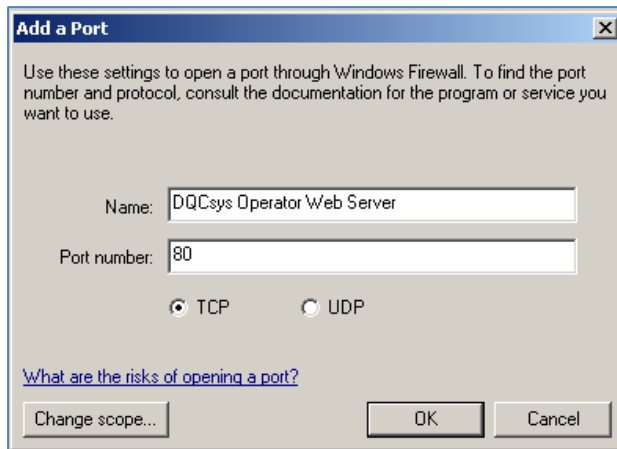 Add a Port
Use these settings to open a port through Windows Firewall. To find the port
number and protocol, consult the documentation for the program or service you
want to use.
Name: DQCsys Operator Web Server
Port number: 80
TCP UDP
What are the risks of opening a port?
Change scope... OK Cancel